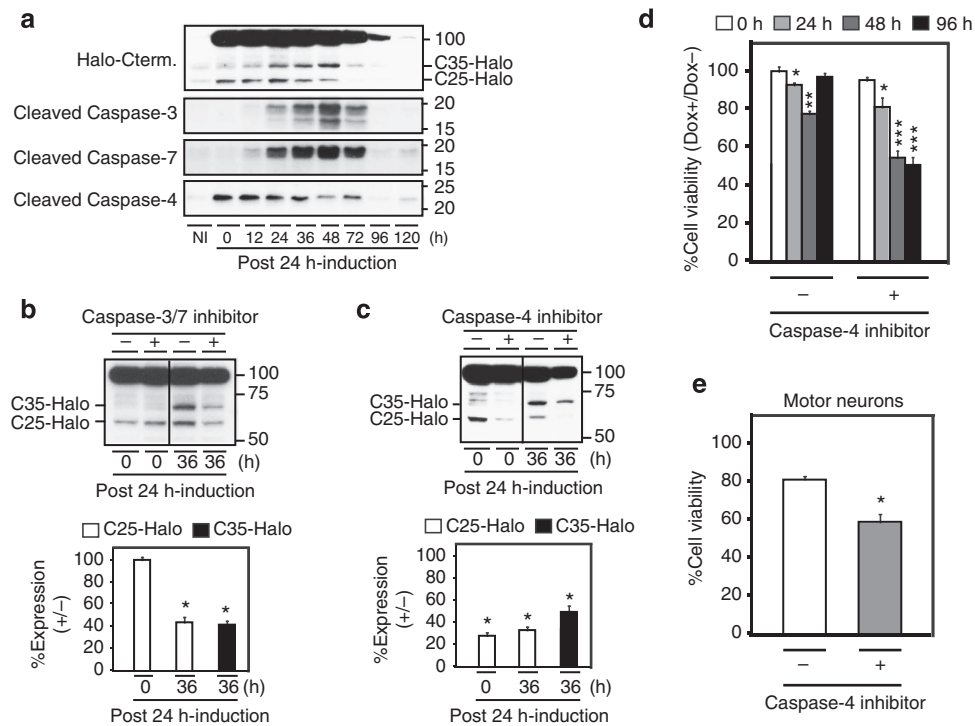 a
Halo-Cterm.
100
C35-Halo
C25-Halo
Cleaved Caspase-3
20
15
Cleaved Caspase-7
20
15
Cleaved Caspase-4
25
20
NI 0 12 24 36 48 72 96 120 (h)
Post 24 h-induction
b
Caspase-3/7 inhibitor
– + – +
100
75
C35-Halo
C25-Halo
50
0 0 36 36 (h)
Post 24 h-induction
C25-Halo C35-Halo
%Expression
(+/–)
100
80
60
40
20
0
* *
0 36 36 (h)
Post 24 h-induction
c
Caspase-4 inhibitor
– + – +
100
75
C35-Halo
C25-Halo
50
0 0 36 36 (h)
Post 24 h-induction
C25-Halo C35-Halo
%Expression
(+/–)
100
80
60
40
20
0
* * *
0 36 36 (h)
Post 24 h-induction
d
0 h 24 h 48 h 96 h
%Cell viability (Dox+/Dox–)
100
80
60
40
20
0
* ** * *** ***
– +
Caspase-4 inhibitor
e
Motor neurons
%Cell viability
100
80
60
40
20
0
*
– +
Caspase-4 inhibitor